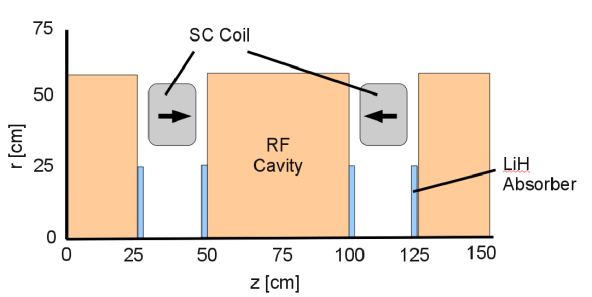 75
SC Coil
50
r [cm]
RF
Cavity
25
LiH
Absorber
0
0 25 50 75 100 125 150
z [cm]